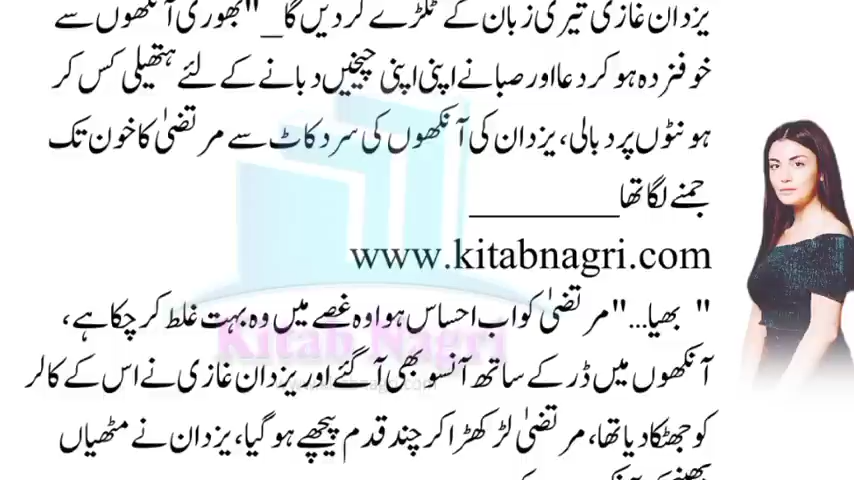 یزدان غازی تیری زبان کے ٹکڑے کر دیں گا_" بھوری آنکھوں سے
خوفزدہ ہو کر دعا اور صبا نے اپنی اپنی چیخیں دبانے کے لئے ہتھیلی کس کر
ہونٹوں پر دبالی، یزدان کی آنکھوں کی سرد کاٹ سے مرتضیٰ کا خون تک
جمنے لگا تھا__________
www.kitabnagri.com
" بھیا..." مرتضیٰ کو اب احساس ہوا وہ غصے میں وہ بہت غلط کر چکا ہے،
Kitab Nagri
آنکھوں میں ڈر کے ساتھ آنسو بھی آگئے اور یزدان غازی نے اس کے کالر
کو جھٹکا دیا تھا، مرتضیٰ لڑکھڑا کر چند قدم پیچھے ہو گیا، یزدان نے مٹھیاں